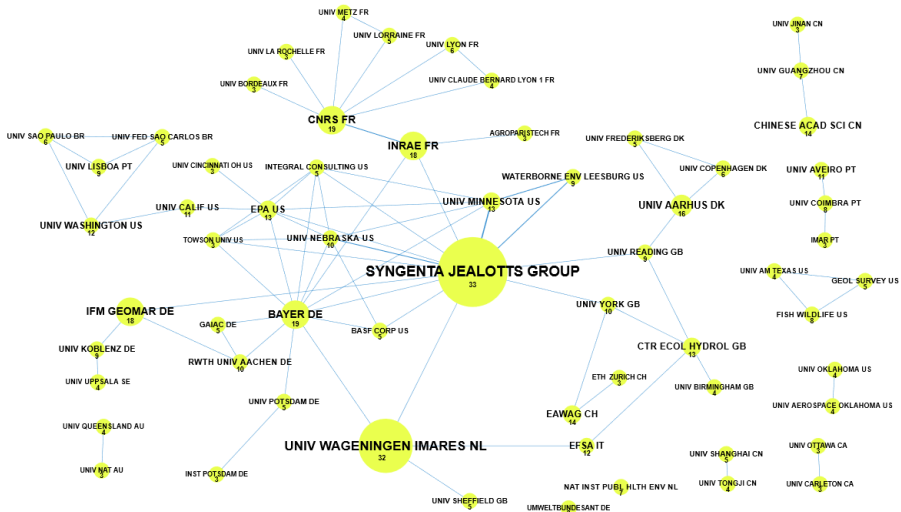 UNIV METZ FR
4
UNIV JINAN CN
3
UNIV LORRAINE FR
5
UNIV LYON FR
6
UNIV LA ROCHELLE FR
3
UNIV GUANGZHOU CN
7
UNIV CLAUDE BERNARD LYON 1 FR
4
UNIV BORDEAUX FR
3
CNRS FR
19
CHINESE ACAD SCI CN
14
AGROPARISTECH FR
3
UNIV SAO PAULO BR
6
UNIV FED SAO CARLOS BR
5
UNIV FREDERIKSBERG DK
5
INRAE FR
18
UNIV LISBOA PT
9
UNIV CINCINNATI OH US
3
INTEGRAL CONSULTING US
5
WATERBORNE ENV LEESBURG US
9
UNIV COPENHAGEN DK
6
UNIV AVEIRO PT
11
UNIV CALIF US
11
EPA US
13
UNIV MINNESOTA US
13
UNIV AARHUS DK
16
UNIV COIMBRA PT
8
UNIV WASHINGTON US
12
TOWSON UNIV US
3
UNIV NEBRASKA US
10
IMAR PT
3
UNIV READING GB
9
SYNGENTA JEALOTTS GROUP
33
UNIV AM TEXAS US
4
GEOL SURVEY US
5
UNIV YORK GB
10
IFM GEOMAR DE
18
BAYER DE
19
FISH WILDLIFE US
8
GAIAC DE
5
BASF CORP US
5
UNIV KOBLENZ DE
9
CTR ECOL HYDROL GB
13
RWTH UNIV AACHEN DE
10
UNIV OKLAHOMA US
4
UNIV UPPSALA SE
4
ETH ZURICH CH
3
UNIV BIRMINGHAM GB
4
UNIV POTSDAM DE
5
UNIV AEROSPACE OKLAHOMA US
4
EAWAG CH
14
UNIV QUEENSLAND AU
4
UNIV WAGENINGEN IMARES NL
32
EFSA IT
12
UNIV OTTAWA CA
3
UNIV SHANGHAI CN
5
UNIV NAT AU
3
INST POTSDAM DE
3
NAT INST PUBL HLTH ENV NL
7
UNIV TONGJI CN
4
UNIV CARLETON CA
3
UNIV SHEFFIELD GB
5
UMWELTBUNDESANT DE